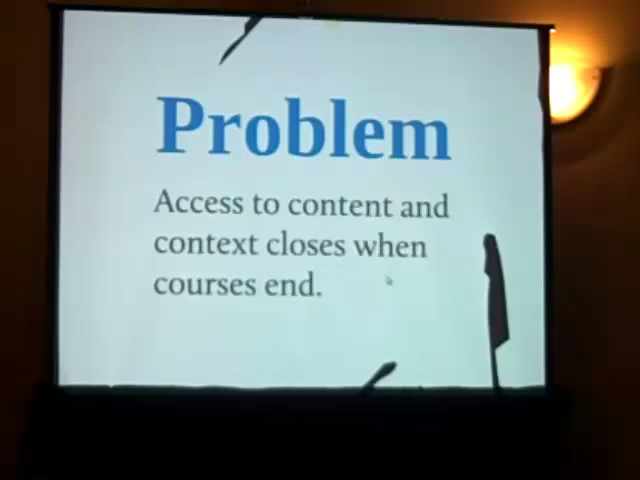 Problem
Access to content and
context closes when
courses end.